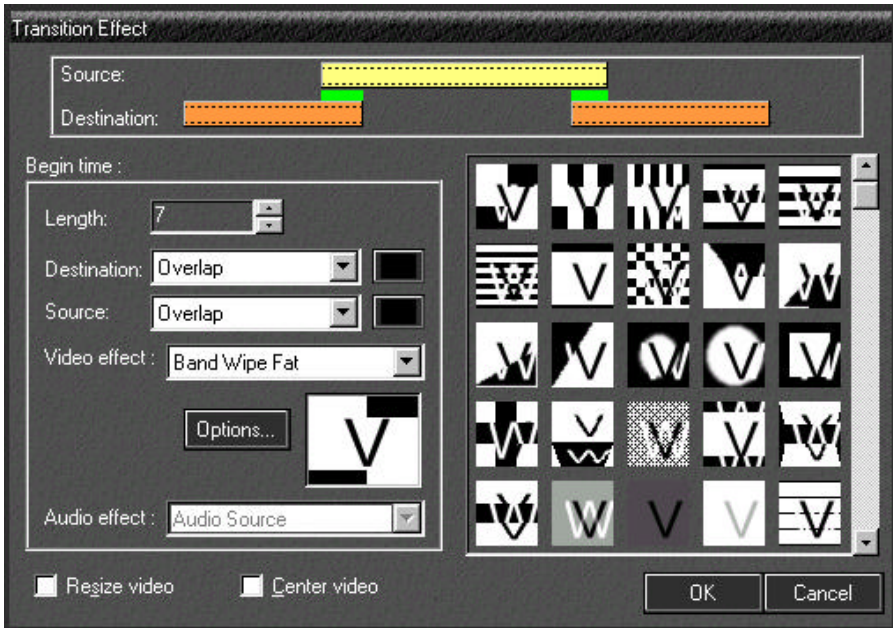 Transition Effect
Source:
Destination:
Begin time :
Length: 7
Destination: Overlap
Source: Overlap
Video effect : Band Wipe Fat
Options...
V
Audio effect : Audio Source
Resize video
Center video
OK
Cancel